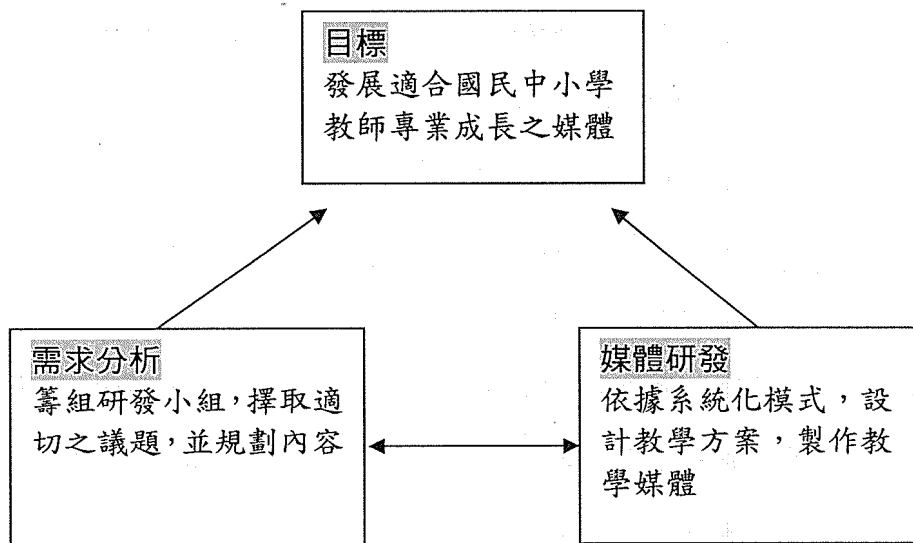 目標
發展適合國民中小學
教師專業成長之媒體
需求分析
籌組研發小組，擇取適
切之議題，並規劃內容
媒體研發
依據系統化模式，設
計教學方案，製作教
學媒體